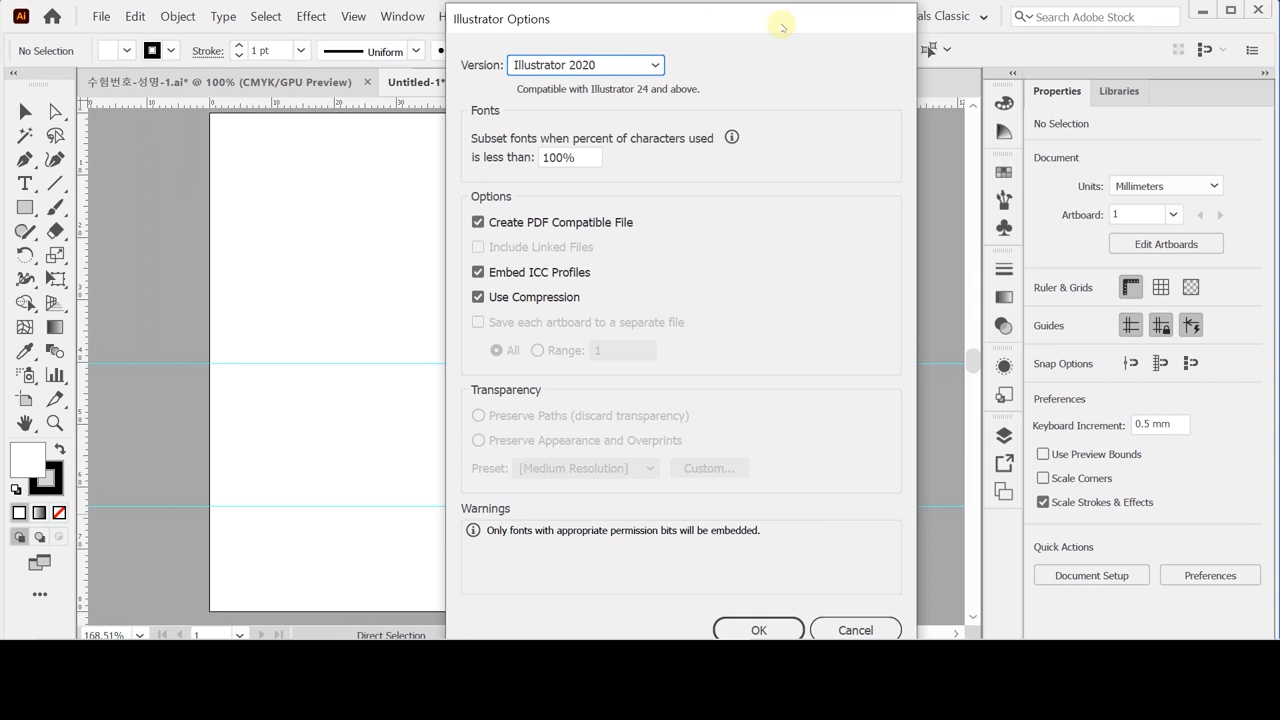 Ai File Edit Object Type Select Effect View Window
Illustrator Options
als Classic Search Adobe Stock
No Selection Stroke: 1 pt Uniform
Version: Illustrator 2020
Compatible with Illustrator 24 and above.
수험번호-성명-1.ai* @ 100% (CMYK/GPU Preview) × Untitled-1*
0 10 20 30
Fonts
Subset fonts when percent of characters used
is less than: 100%
Options
Create PDF Compatible File
Include Linked Files
Embed ICC Profiles
Use Compression
Save each artboard to a separate file
All Range: 1
Transparency
Preserve Paths (discard transparency)
Preserve Appearance and Overprints
Preset: [Medium Resolution] Custom...
Warnings
Only fonts with appropriate permission bits will be embedded.
OK Cancel
Properties Libraries
No Selection
Document
Units: Millimeters
Artboard: 1
Edit Artboards
Ruler & Grids
Guides
Snap Options
Preferences
Keyboard Increment: 0.5 mm
Use Preview Bounds
Scale Corners
Scale Strokes & Effects
Quick Actions
Document Setup Preferences
168.51% 1 Direct Selection